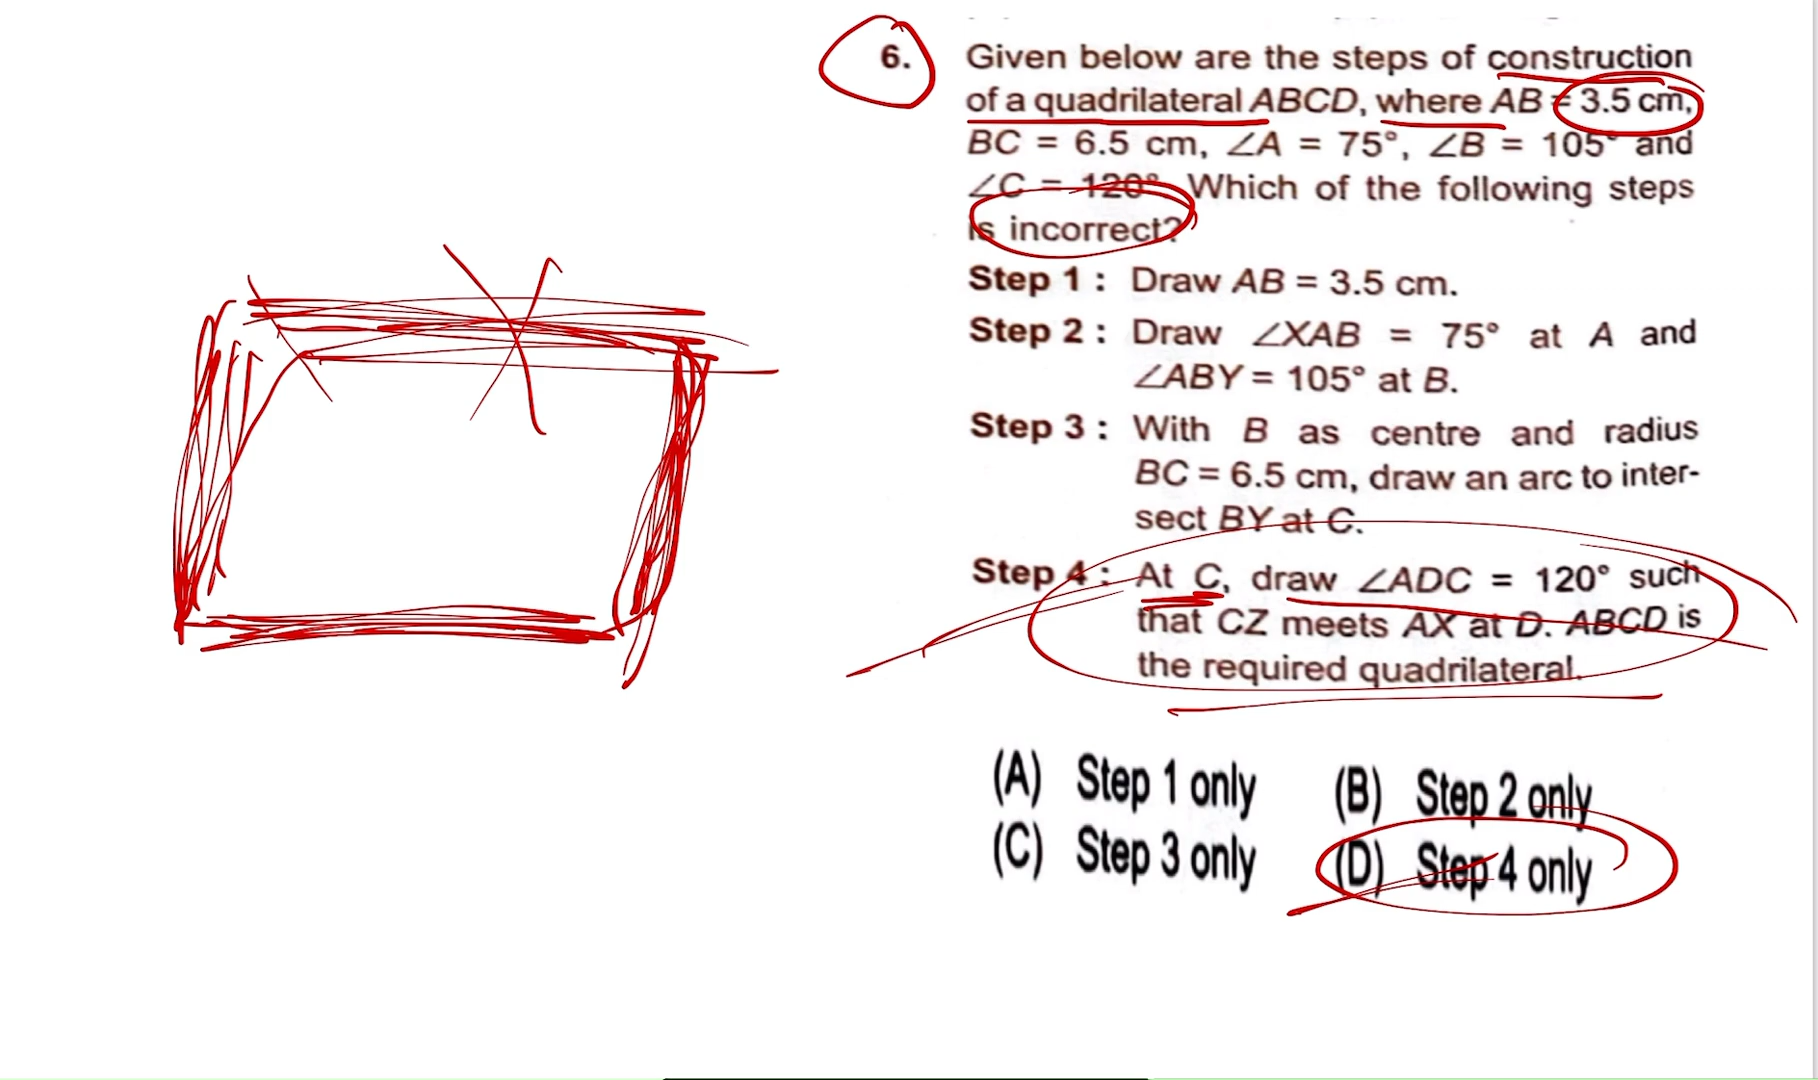 6. Given below are the steps of construction
of a quadrilateral ABCD, where AB = 3.5 cm,
BC = 6.5 cm, ∠A = 75°, ∠B = 105° and
∠C = 120°. Which of the following steps
is incorrect?
Step 1 : Draw AB = 3.5 cm.
Step 2 : Draw ∠XAB = 75° at A and
∠ABY = 105° at B.
Step 3 : With B as centre and radius
BC = 6.5 cm, draw an arc to inter-
sect BY at C.
Step 4 : At C, draw ∠ADC = 120° such
that CZ meets AX at D. ABCD is
the required quadrilateral.
(A) Step 1 only (B) Step 2 only
(C) Step 3 only (D) Step 4 only